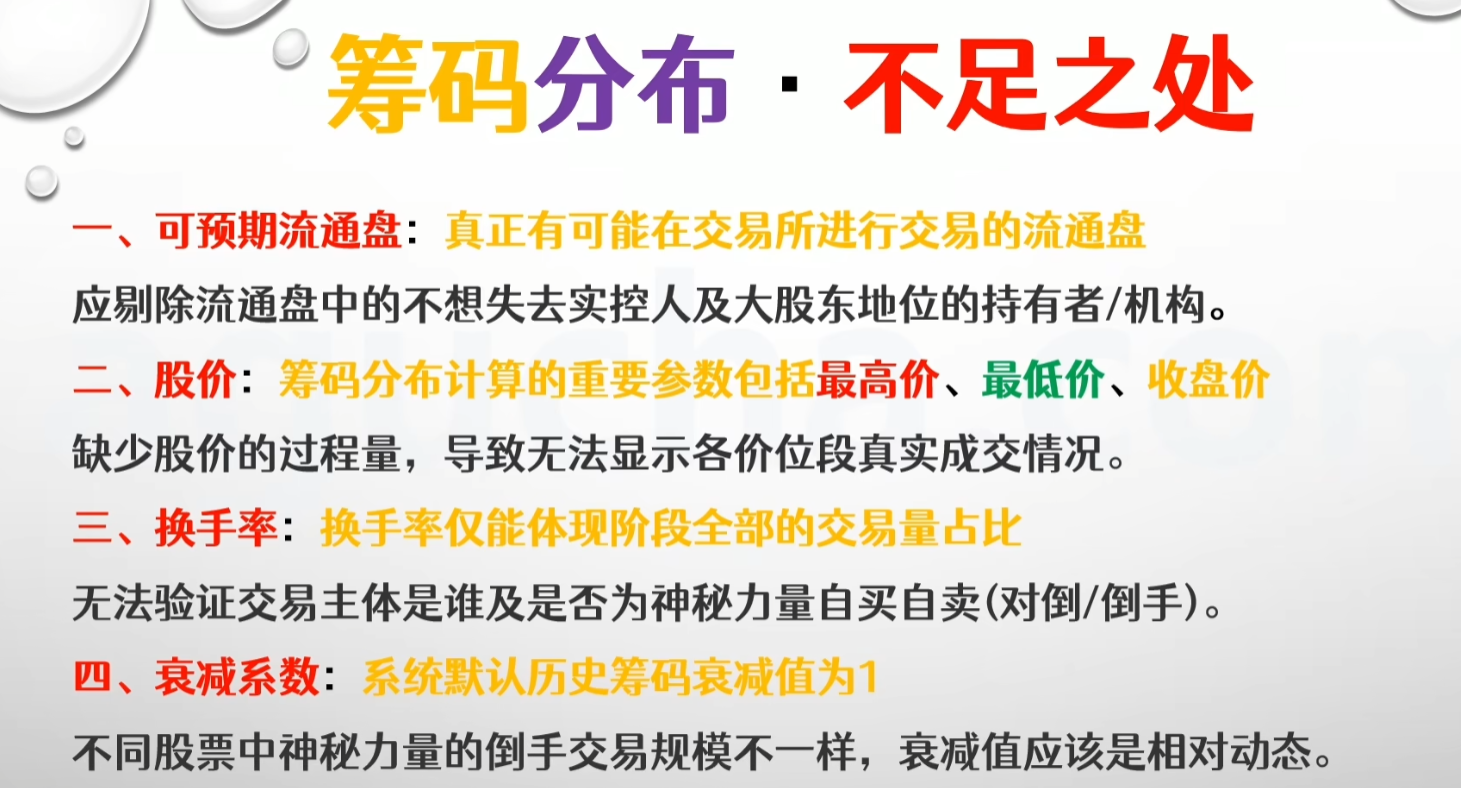 筹码分布·不足之处
一、可预期流通盘：真正有可能在交易所进行交易的流通盘
应剔除流通盘中的不想失去实控人及大股东地位的持有者/机构。
二、股价：筹码分布计算的重要参数包括最高价、最低价、收盘价
缺少股价的过程量，导致无法显示各价位段真实成交情况。
三、换手率：换手率仅能体现阶段全部的交易量占比
无法验证交易主体是谁及是否为神秘力量自买自卖(对倒/倒手)。
四、衰减系数：系统默认历史筹码衰减值为1
不同股票中神秘力量的倒手交易规模不一样，衰减值应该是相对动态。